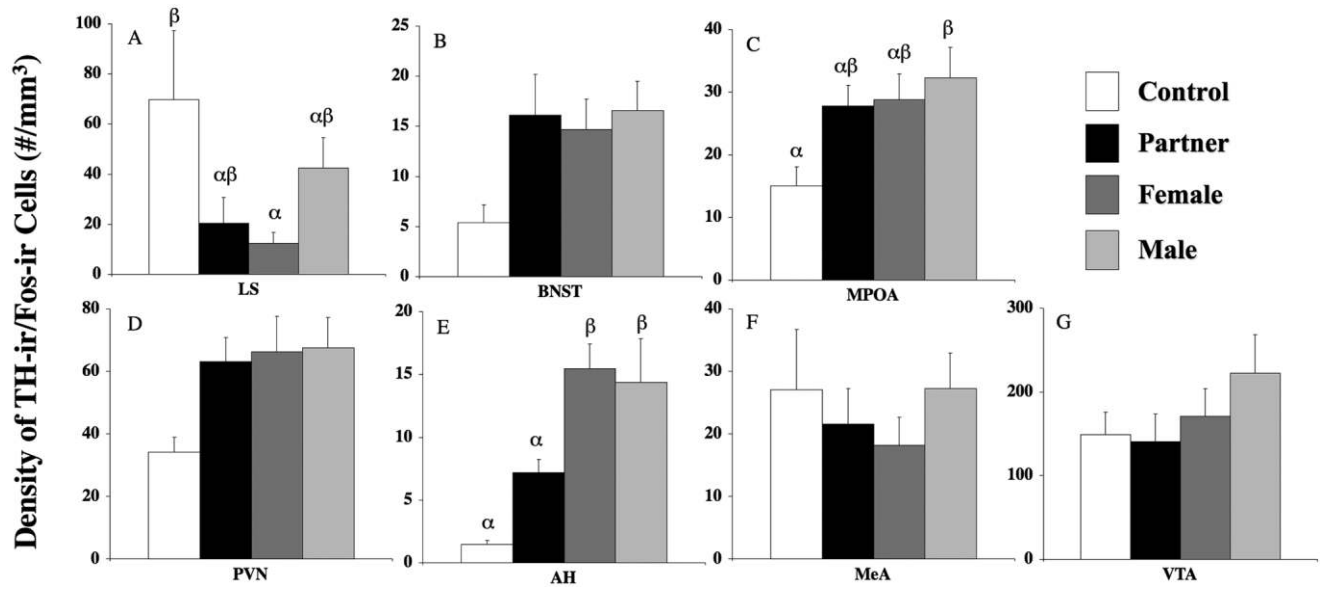 Density of TH-ir/Fos-ir Cells (#/mm³)
A
100
80
60
40
20
0
β
αβ
α
αβ
LS
B
25
20
15
10
5
0
BNST
C
40
30
20
10
0
α
αβ
αβ
β
MPOA
Control
Partner
Female
Male
D
80
60
40
20
0
PVN
E
20
15
10
5
0
α
α
β
β
AH
F
40
30
20
10
0
MeA
G
300
200
100
0
VTA